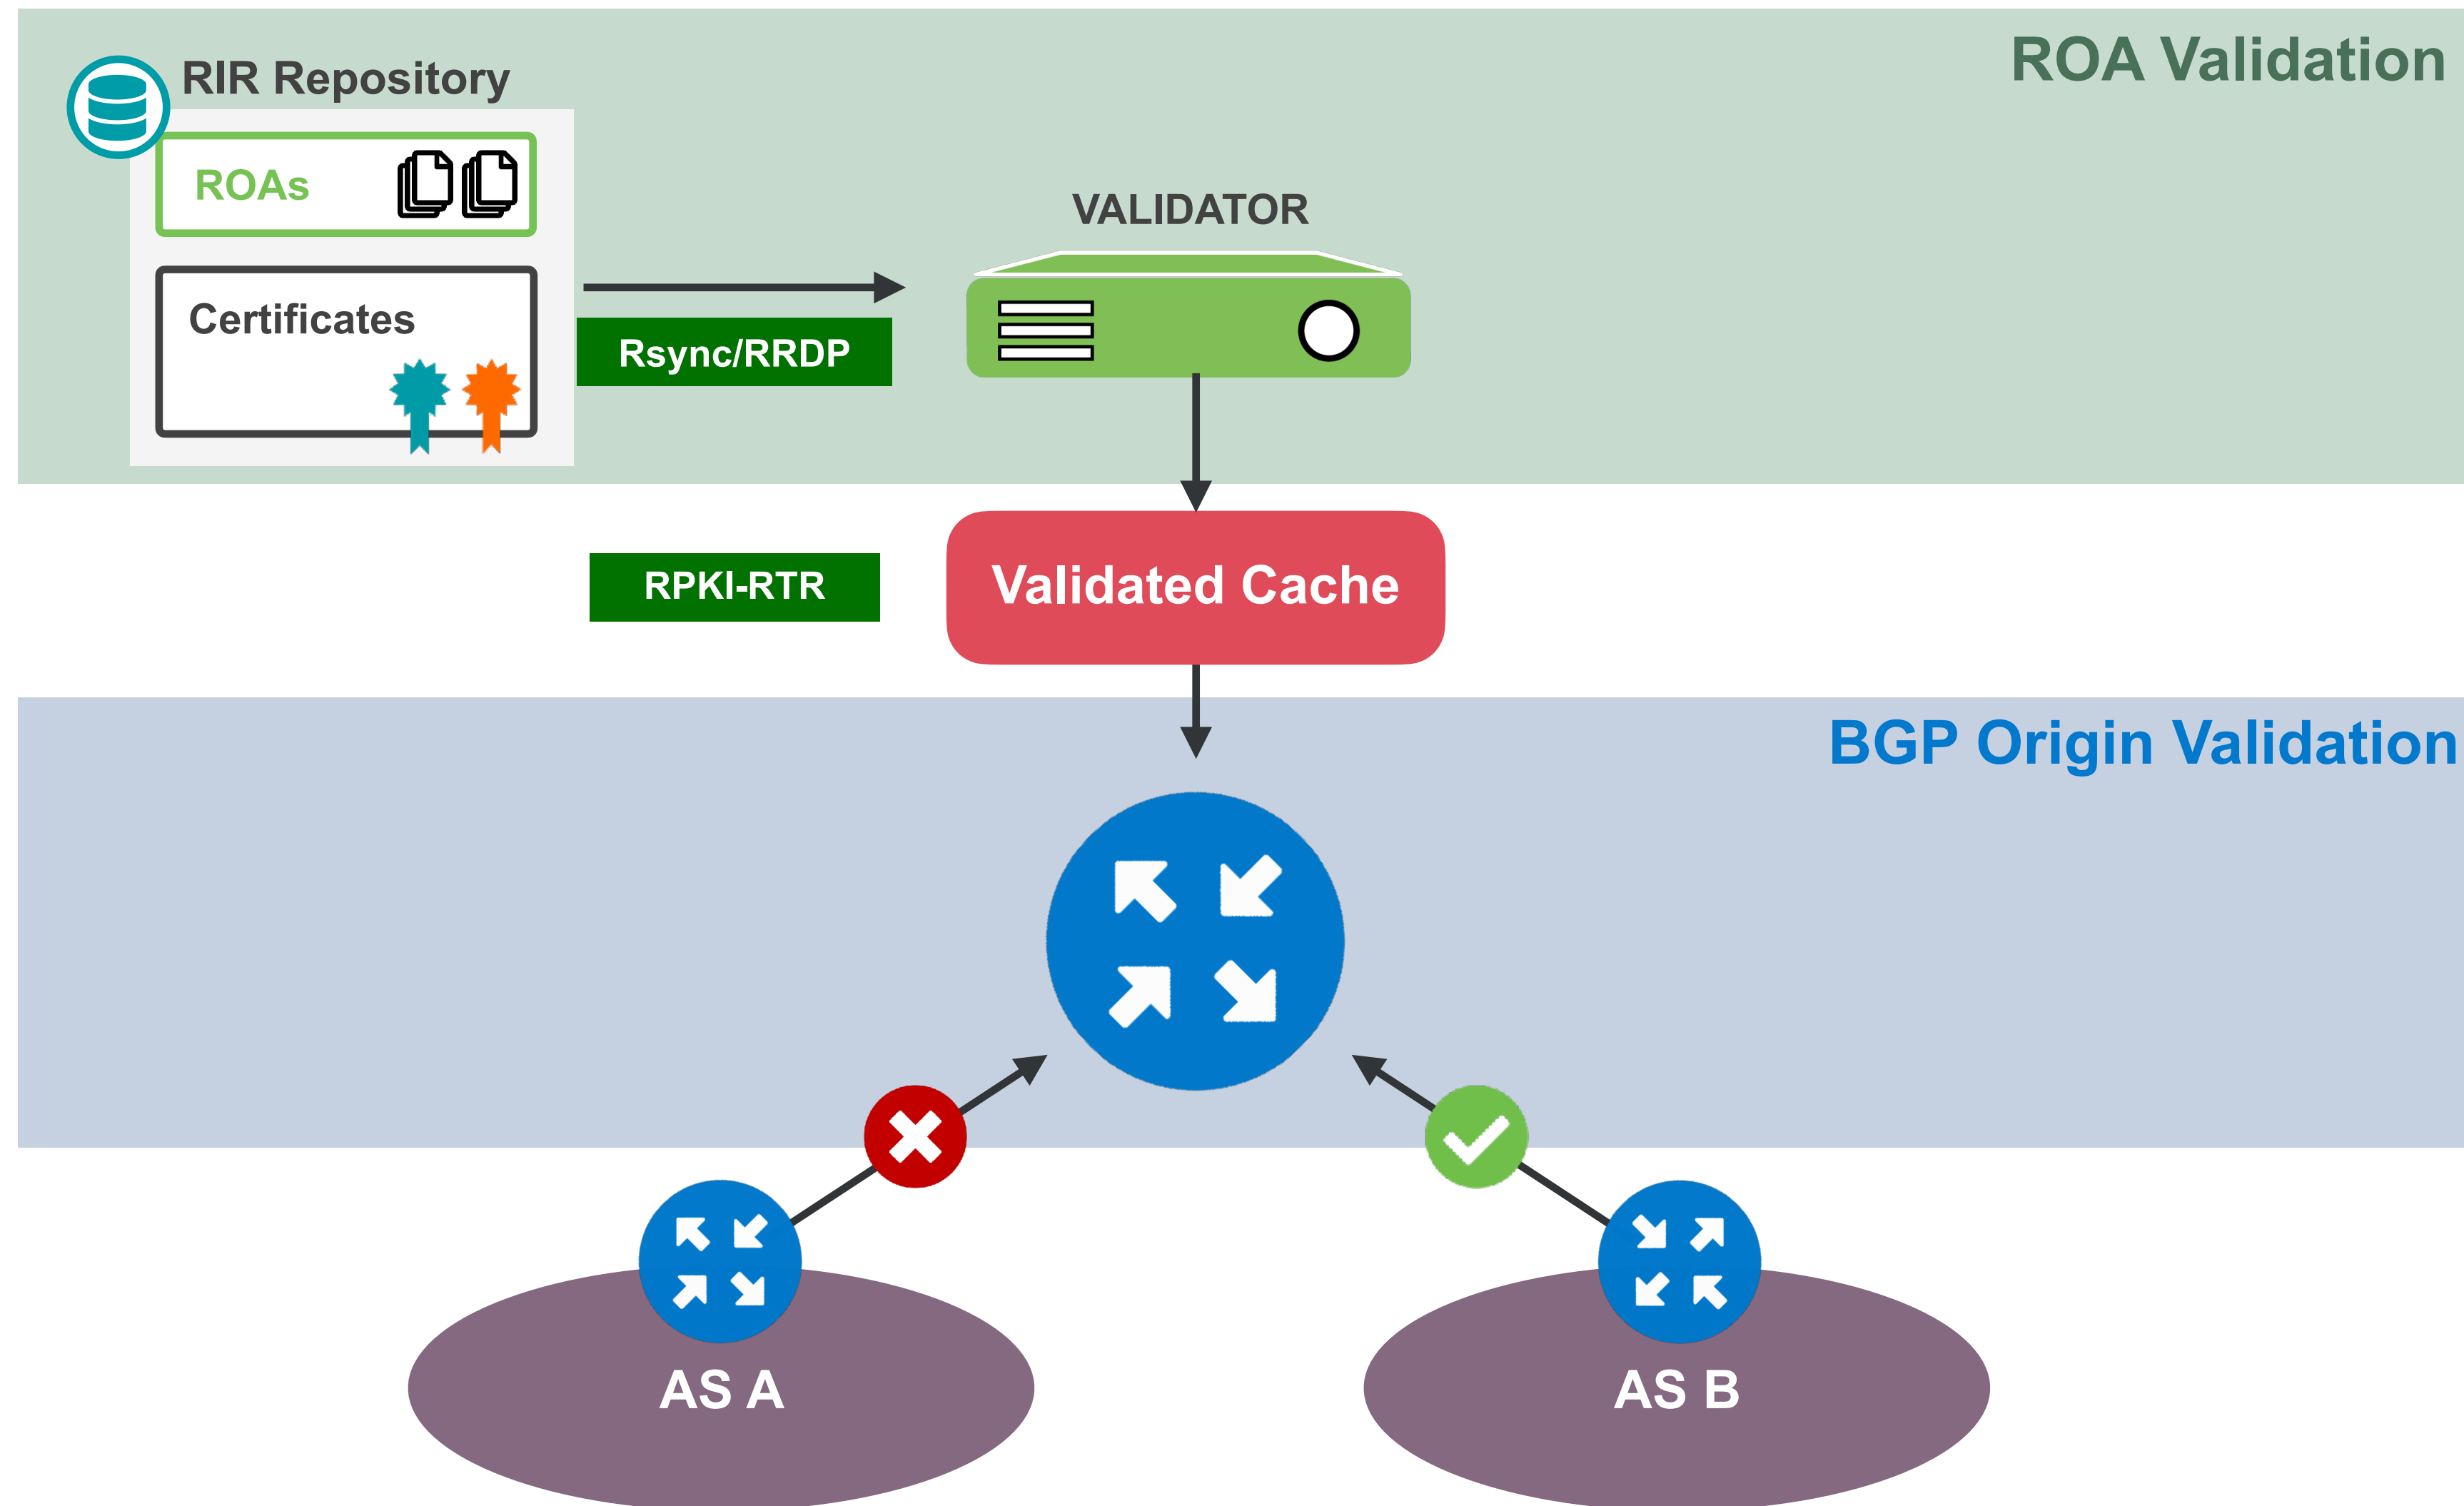 ROA Validation
RIR Repository
ROAs
Certificates
Rsync/RRDP
VALIDATOR
RPKI-RTR
Validated Cache
BGP Origin Validation
AS A
AS B